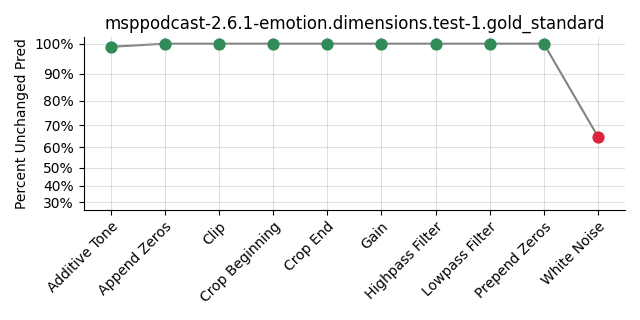 msppodcast-2.6.1-emotion.dimensions.test-1.gold_standard
Percent Unchanged Pred
100%
90%
80%
70%
60%
50%
40%
30%
Additive Tone
Append Zeros
Clip
Crop Beginning
Crop End
Gain
Highpass Filter
Lowpass Filter
Prepend Zeros
White Noise